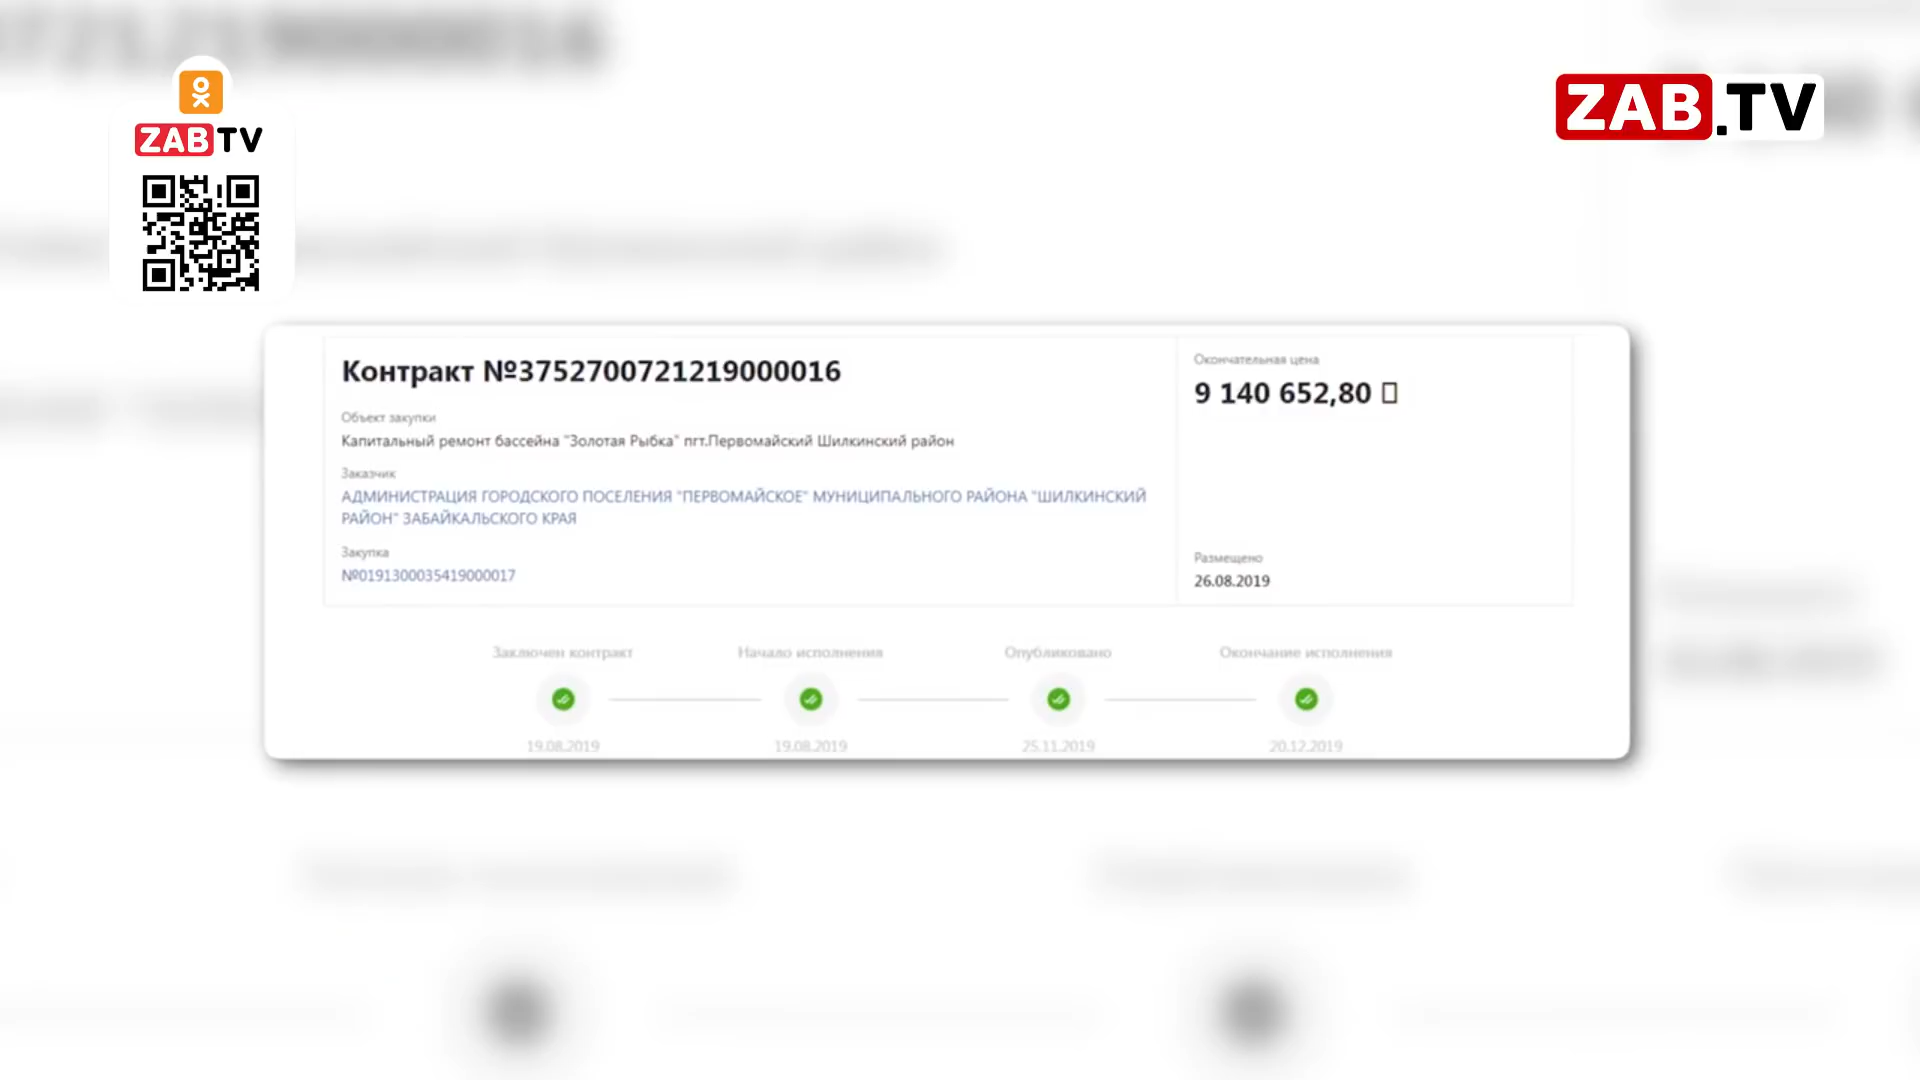 ZAB TV
ZAB.TV
Контракт №3752700721219000016
Объект закупки
Капитальный ремонт бассейна "Золотая Рыбка" пгт.Первомайский Шилкинский район
Заказчик
АДМИНИСТРАЦИЯ ГОРОДСКОГО ПОСЕЛЕНИЯ "ПЕРВОМАЙСКОЕ" МУНИЦИПАЛЬНОГО РАЙОНА "ШИЛКИНСКИЙ
РАЙОН" ЗАБАЙКАЛЬСКОГО КРАЯ
Закупка
№0191300035419000017
Окончательная цена
9 140 652,80
Размещено
26.08.2019
Заключен контракт
Начало исполнения
Опубликовано
Окончание исполнения
19.08.2019
19.08.2019
25.11.2019
20.12.2019